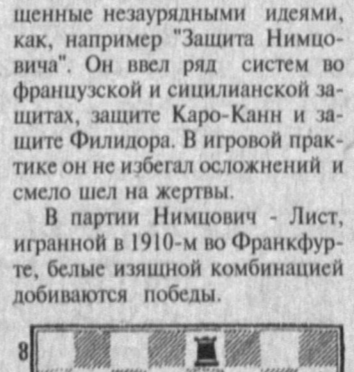 щенные незаурядными идеями,
как, например "Защита Нимцо-
вича". Он ввел ряд систем во
французской и сицилианской за-
щитах, защите Каро-Канн и за-
щите Филидора. В игровой прак-
тике он не избегал осложнений и
смело шел на жертвы.
В партии Нимцович - Лист,
игранной в 1910-м во Франкфур-
те, белые изящной комбинацией
добиваются победы.
8